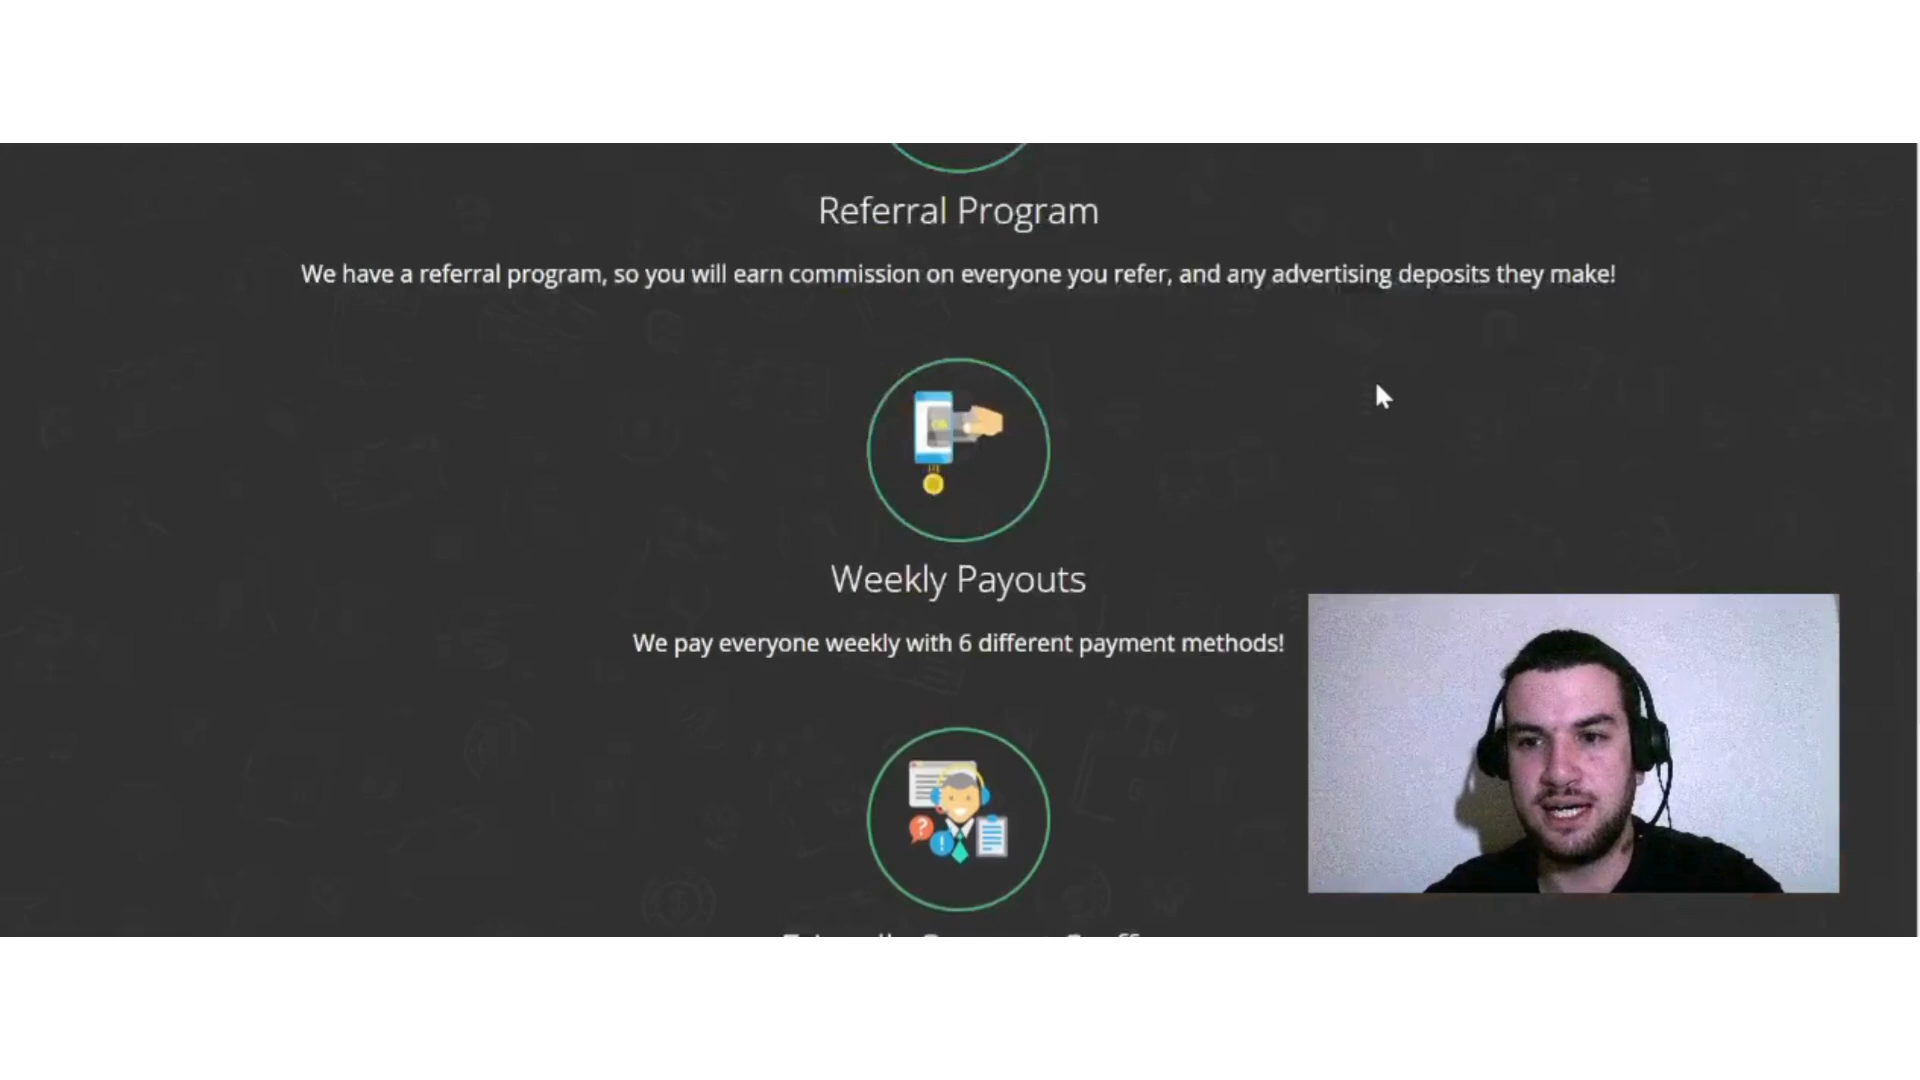 Referral Program
We have a referral program, so you will earn commission on everyone you refer, and any advertising deposits they make!
Weekly Payouts
We pay everyone weekly with 6 different payment methods!